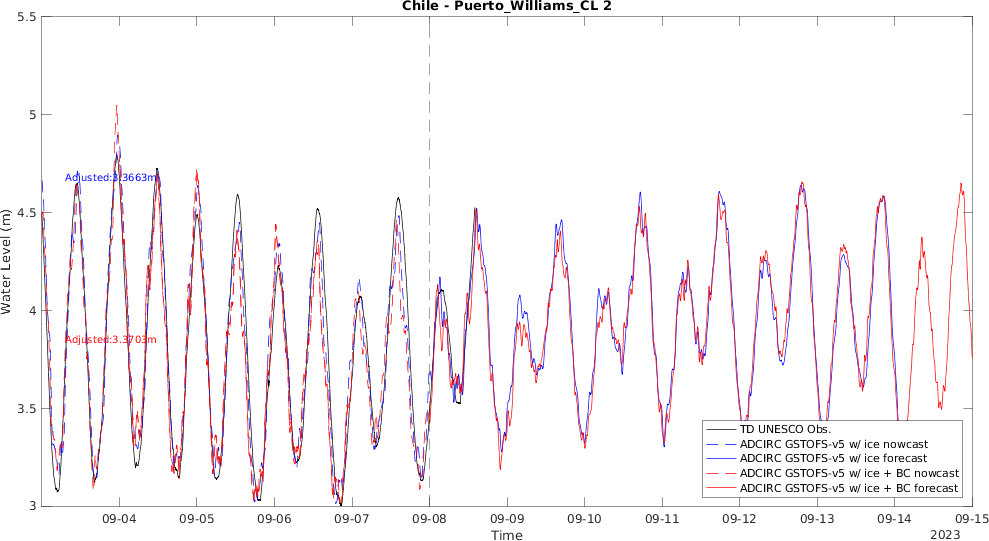 Chile - Puerto_Williams_CL 2
5.5
5
4.5
4
3.5
3
Water Level (m)
Adjusted:3.3663m
Adjusted:3.3703m
TD UNESCO Obs.
ADCIRC GSTOFS-v5 w/ ice nowcast
ADCIRC GSTOFS-v5 w/ ice forecast
ADCIRC GSTOFS-v5 w/ ice + BC nowcast
ADCIRC GSTOFS-v5 w/ ice + BC forecast
09-04 09-05 09-06 09-07 09-08 09-09 09-10 09-11 09-12 09-13 09-14 09-15
Time
2023